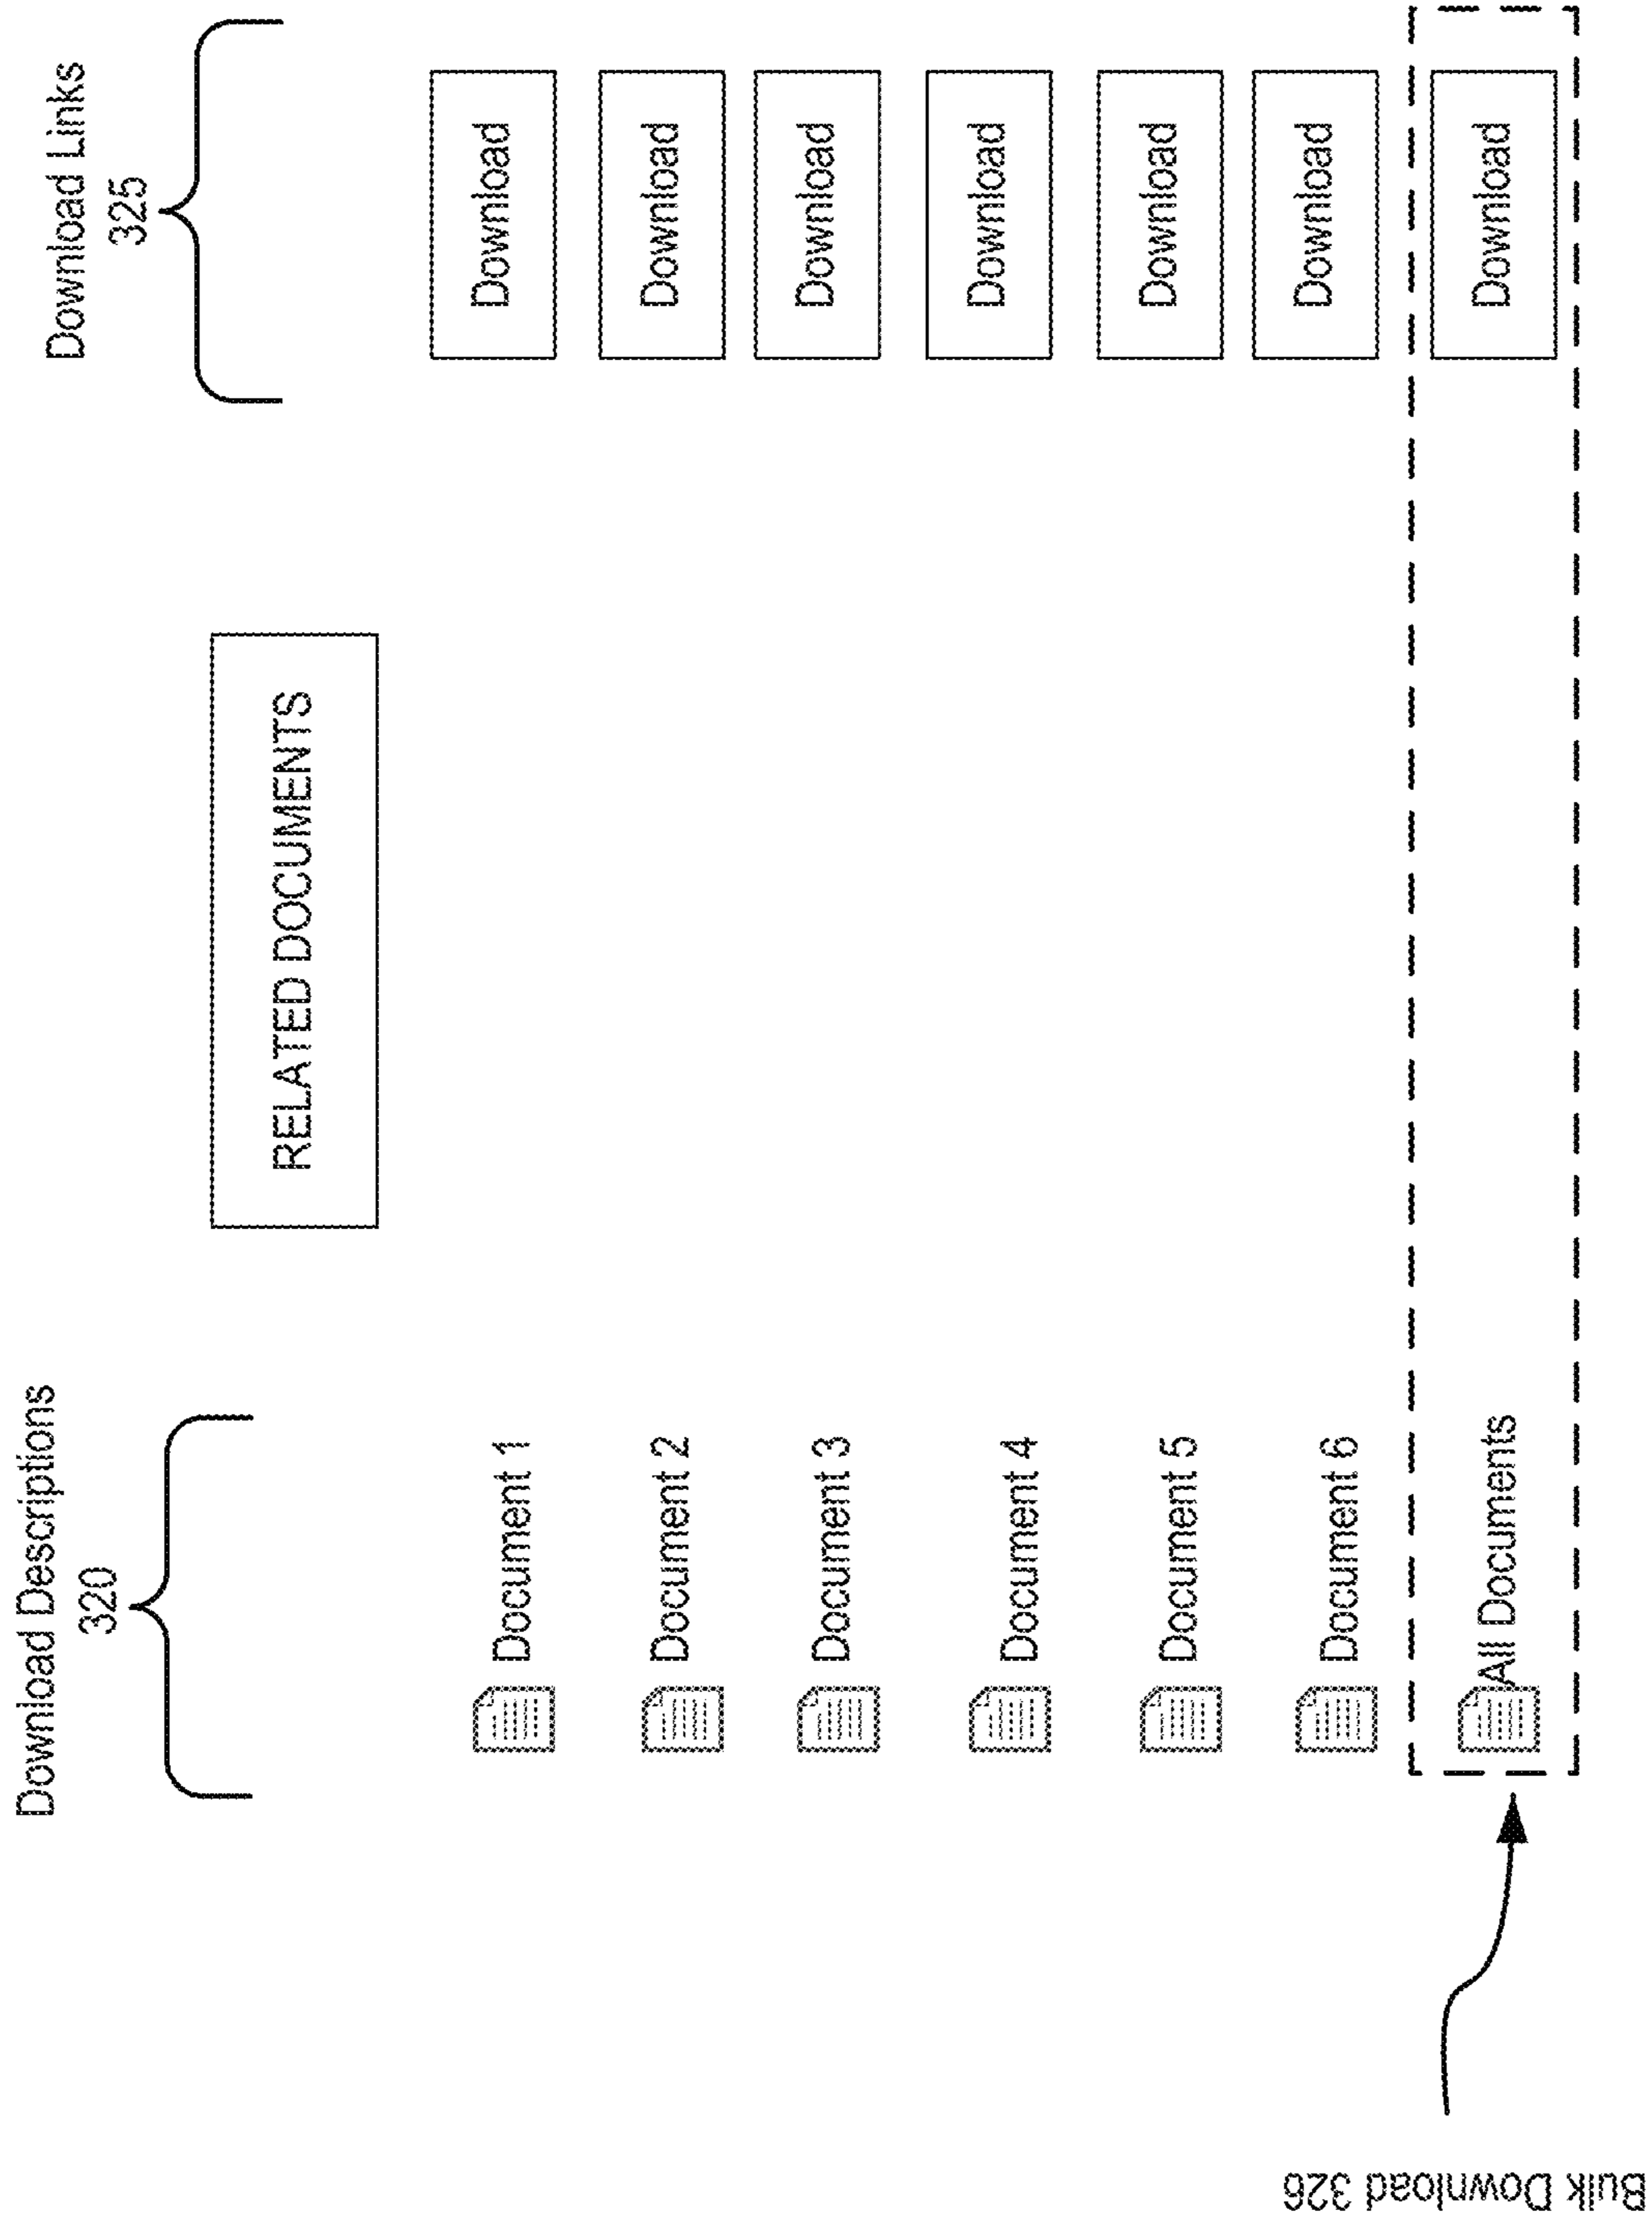 Download Descriptions
320
Download Links
325
RELATED DOCUMENTS
Document 1
Download
Document 2
Download
Document 3
Download
Document 4
Download
Document 5
Download
Document 6
Download
All Documents
Download
Bulk Download 326